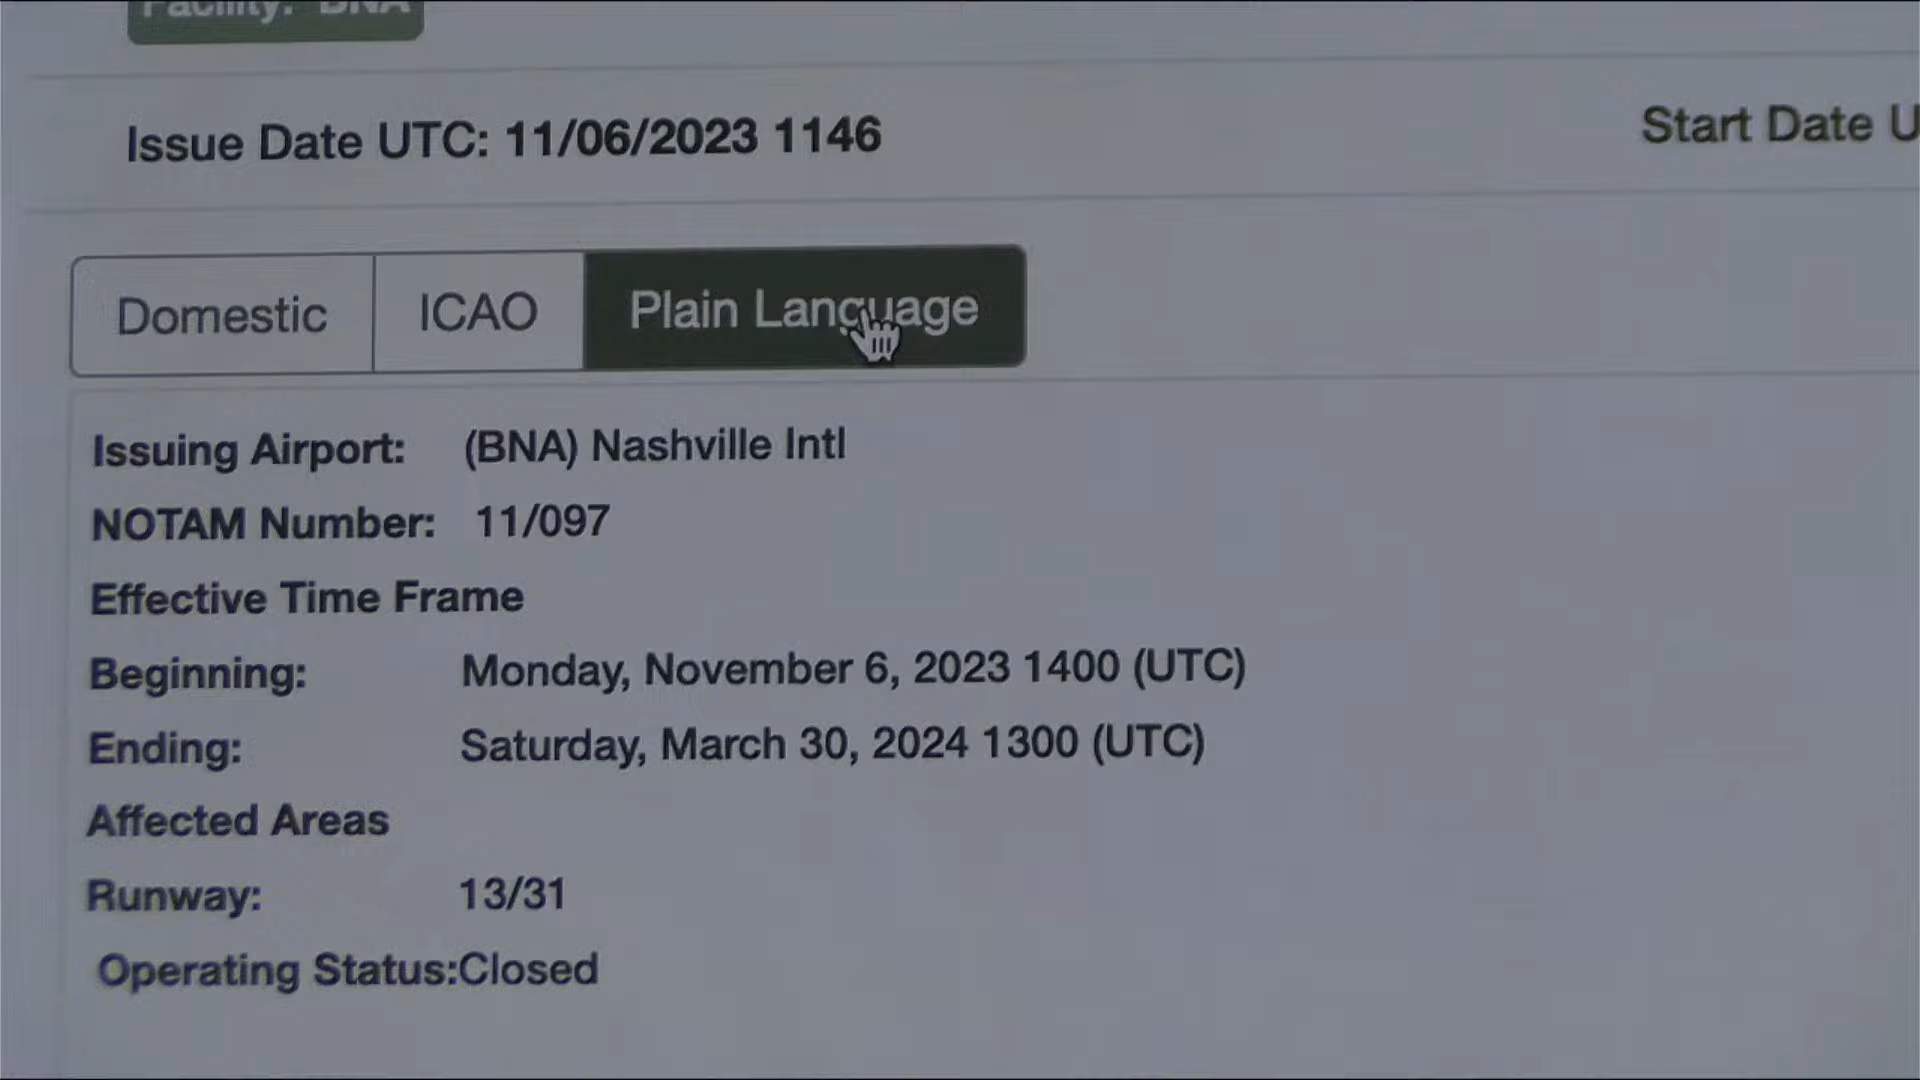 Facility: BNA
Issue Date UTC: 11/06/2023 1146
Start Date U
Domestic
ICAO
Plain Language
Issuing Airport: (BNA) Nashville Intl
NOTAM Number: 11/097
Effective Time Frame
Beginning: Monday, November 6, 2023 1400 (UTC)
Ending: Saturday, March 30, 2024 1300 (UTC)
Affected Areas
Runway: 13/31
Operating Status:Closed